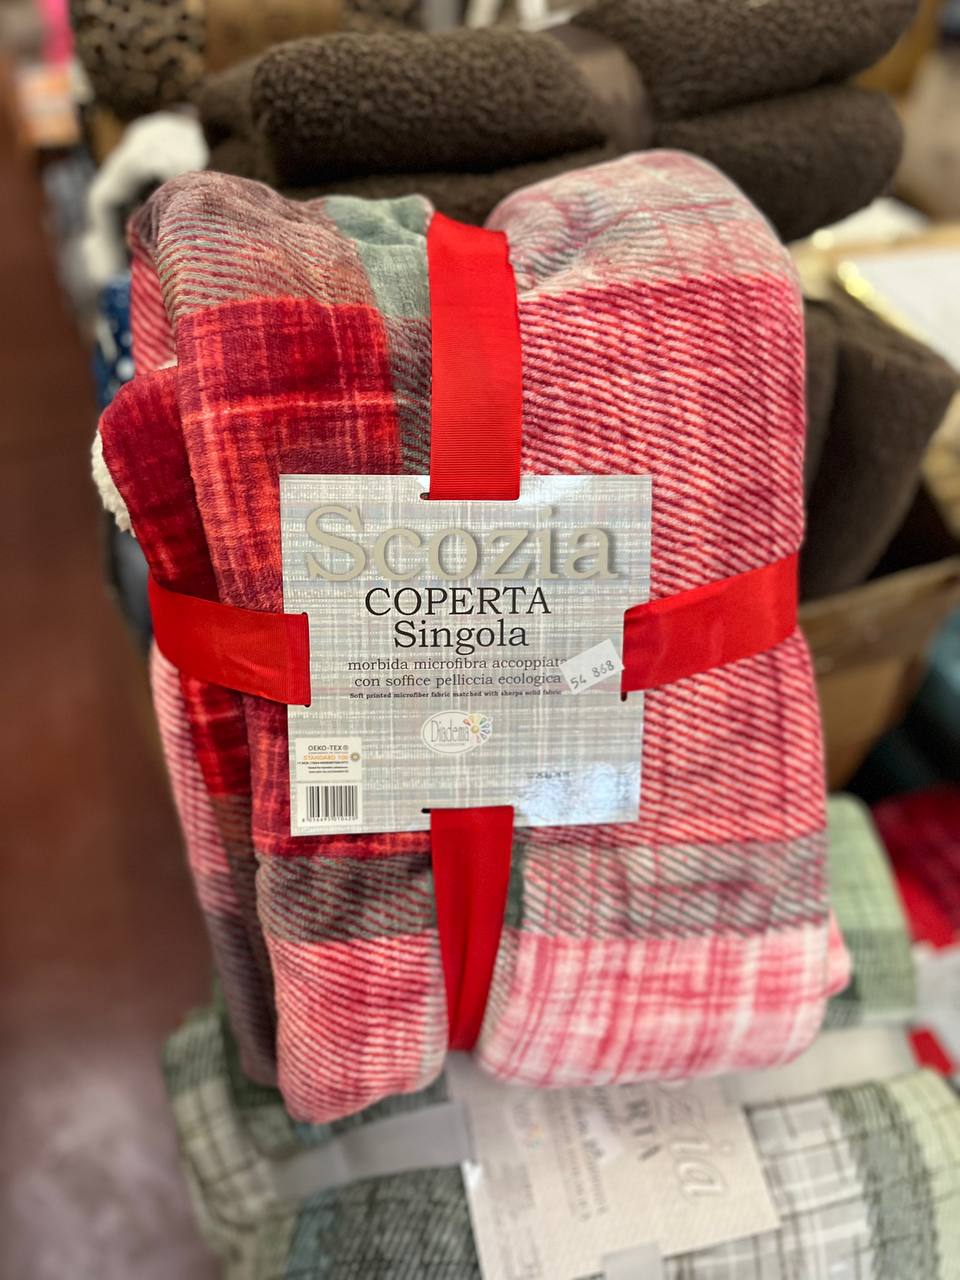 Scozia
COPERTA
Singola
morbida microfibra accoppiata
con soffice pelliccia ecologica
Soft printed microfiber fabric matched with sherpa solid fabric
54 868
Diadema
OEKO-TEX®
STANDARD 100